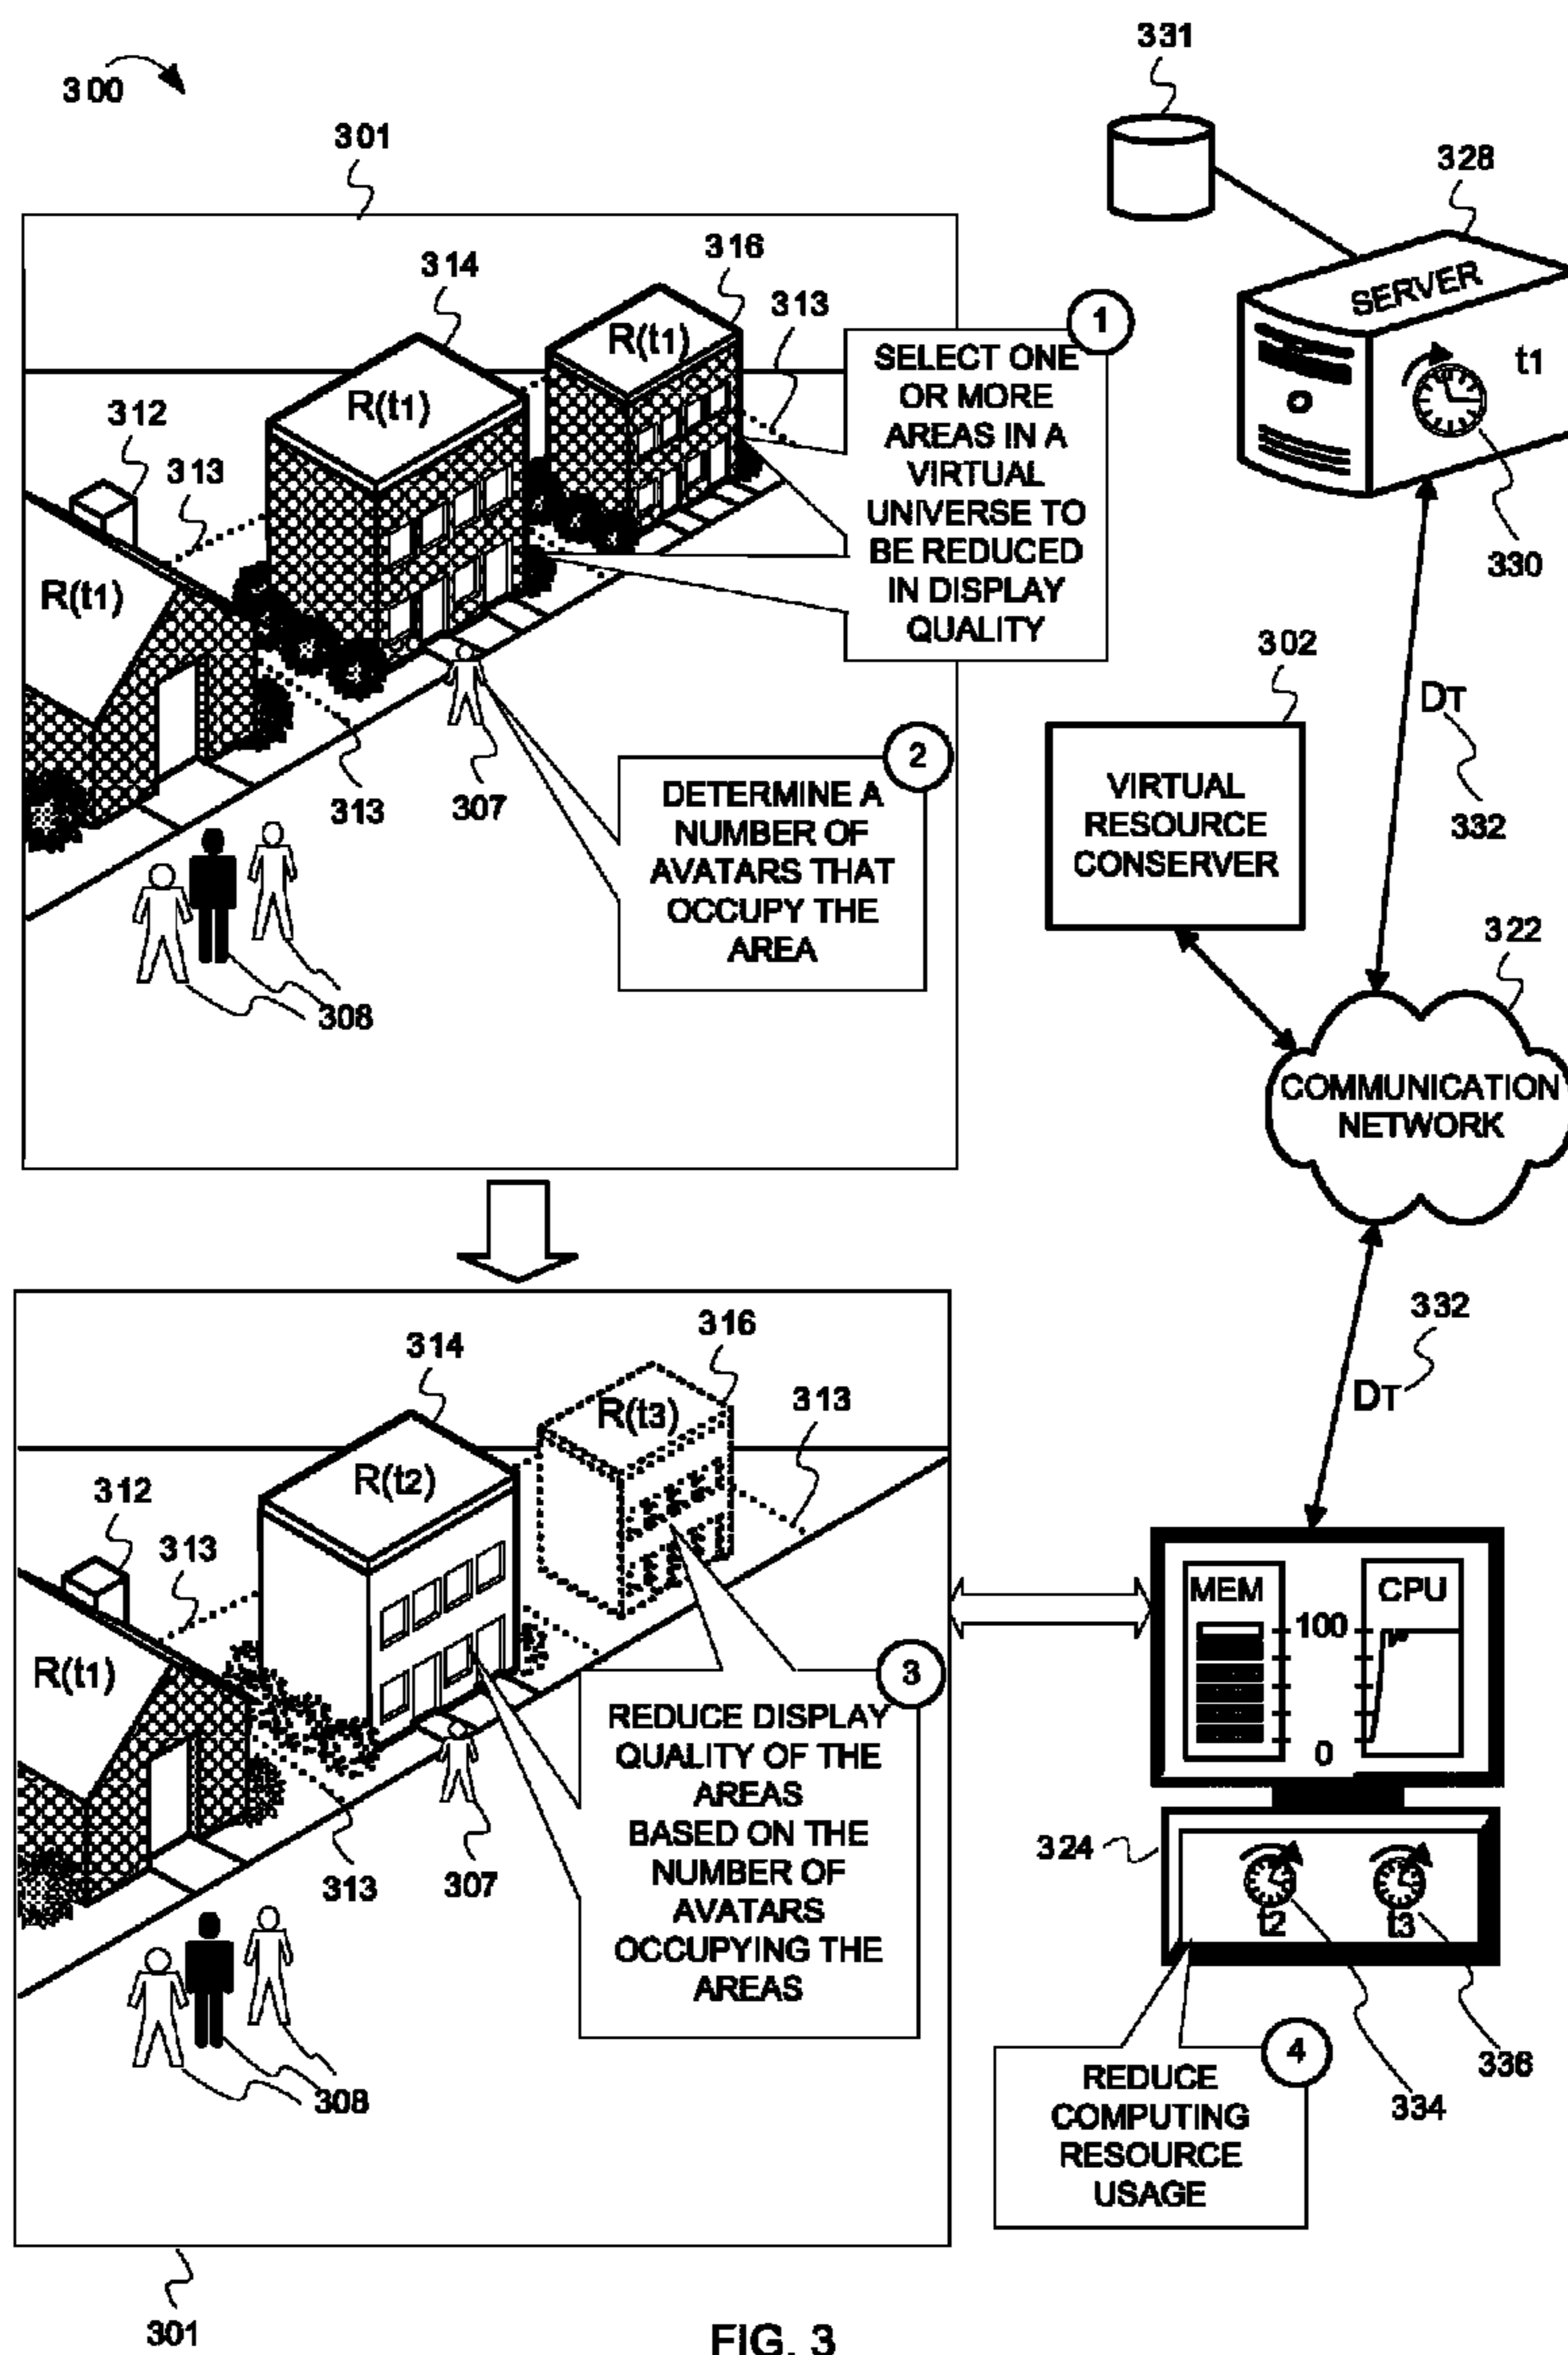 300
331
301
328
314
316
313
1
SERVER
t1
R(t1)
R(t1)
SELECT ONE
OR MORE
AREAS IN A
VIRTUAL
UNIVERSE TO
BE REDUCED
IN DISPLAY
QUALITY
312
313
R(t1)
330
302
DT
332
2
VIRTUAL
RESOURCE
CONSERVER
DETERMINE A
NUMBER OF
AVATARS THAT
OCCUPY THE
AREA
313
307
308
322
COMMUNICATION
NETWORK
332
DT
314
316
313
R(t3)
R(t2)
312
313
R(t1)
MEM
CPU
100
0
3
REDUCE DISPLAY
QUALITY OF THE
AREAS
BASED ON THE
NUMBER OF
AVATARS
OCCUPYING THE
AREAS
313
307
324
t2
t3
308
4
REDUCE
COMPUTING
RESOURCE
USAGE
336
334
301
FIG. 3